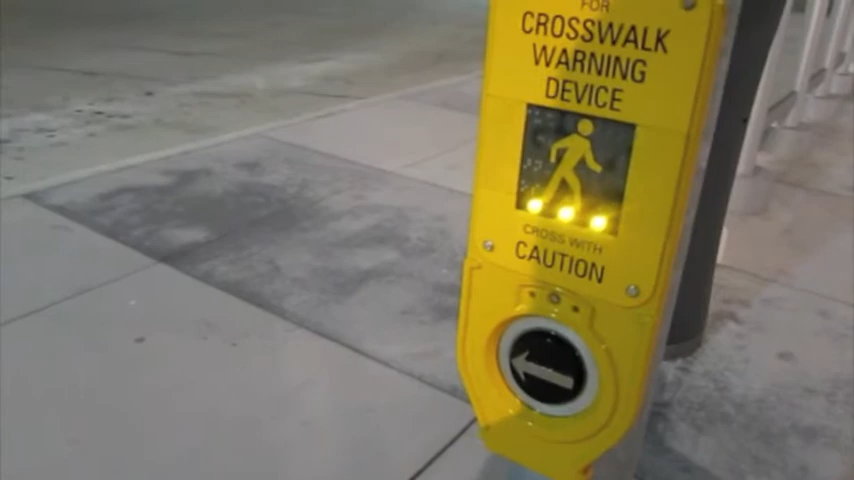 FOR
CROSSWALK
WARNING
DEVICE
CROSS WITH
CAUTION